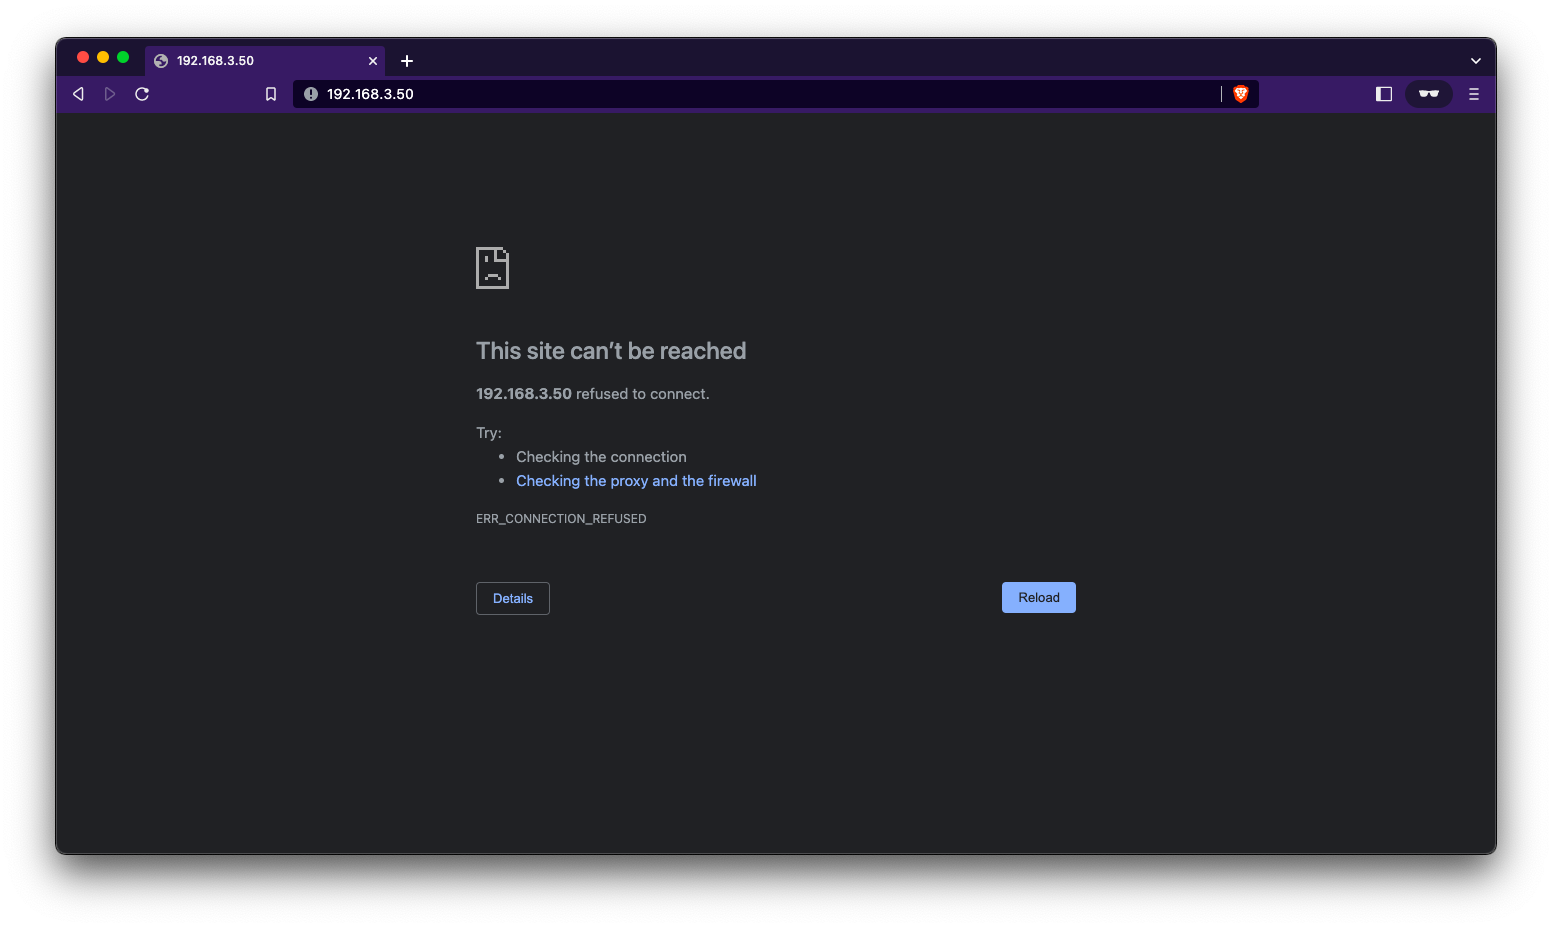 192.168.3.50
192.168.3.50
This site can’t be reached
192.168.3.50 refused to connect.
Try:
• Checking the connection
• Checking the proxy and the firewall
ERR_CONNECTION_REFUSED
Details
Reload